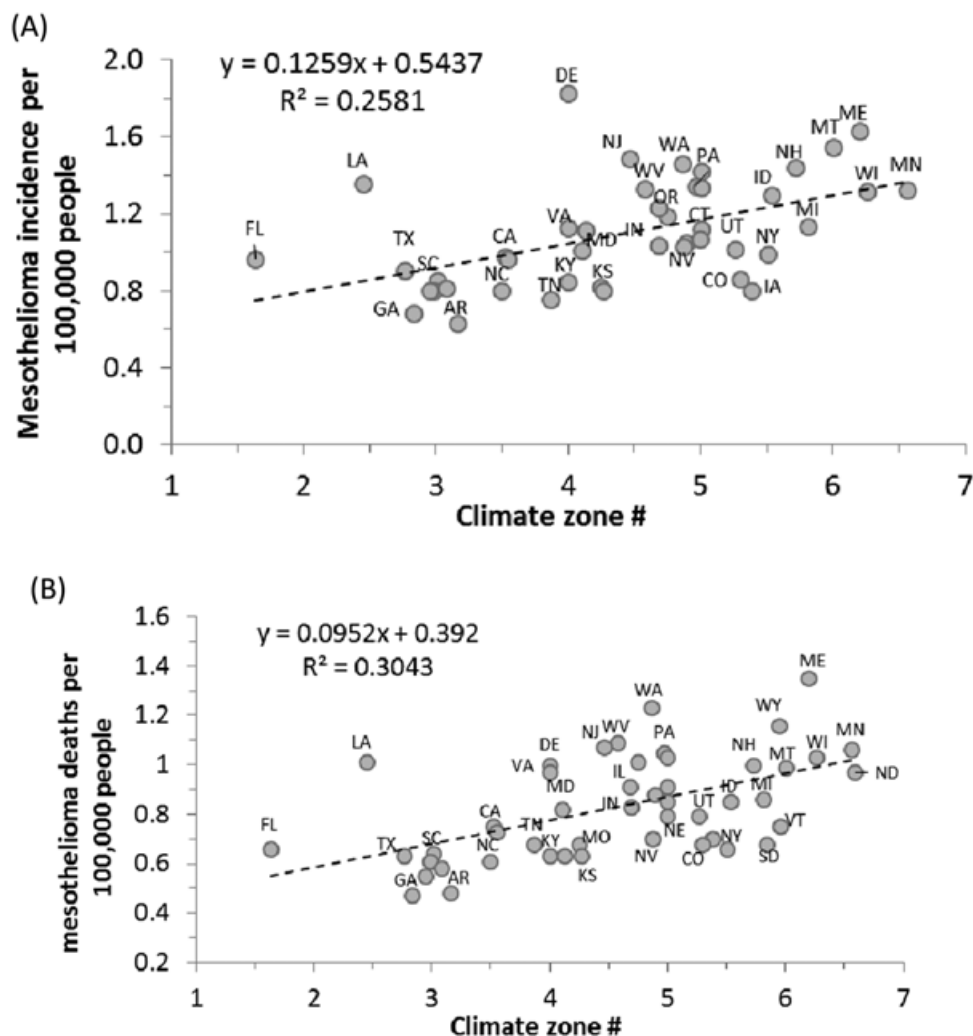 (A)
y = 0.1259x + 0.5437
R² = 0.2581
Mesothelioma incidence per
100,000 people
2.0
1.6
1.2
0.8
0.4
0.0
DE
ME
MT
NJ
WA
PA
NH
LA
WV
ID
WI
MN
OR
FL
VA
IN
CT
UT
MI
TX
CA
MD
NV
NY
SC
NC
KY
KS
CO
IA
GA
AR
TN
1 2 3 4 5 6 7
Climate zone #
(B)
y = 0.0952x + 0.392
R² = 0.3043
mesothelioma deaths per
100,000 people
1.6
1.4
1.2
1
0.8
0.6
0.4
0.2
ME
WA
WY
NJ
WV
PA
MN
LA
DE
NH
MT
WI
VA
IL
ND
MD
IN
ID
MI
CA
UT
FL
TX
SC
NC
TN
KY
MO
NE
NY
VT
GA
AR
KS
NV
CO
SD
1 2 3 4 5 6 7
Climate zone #